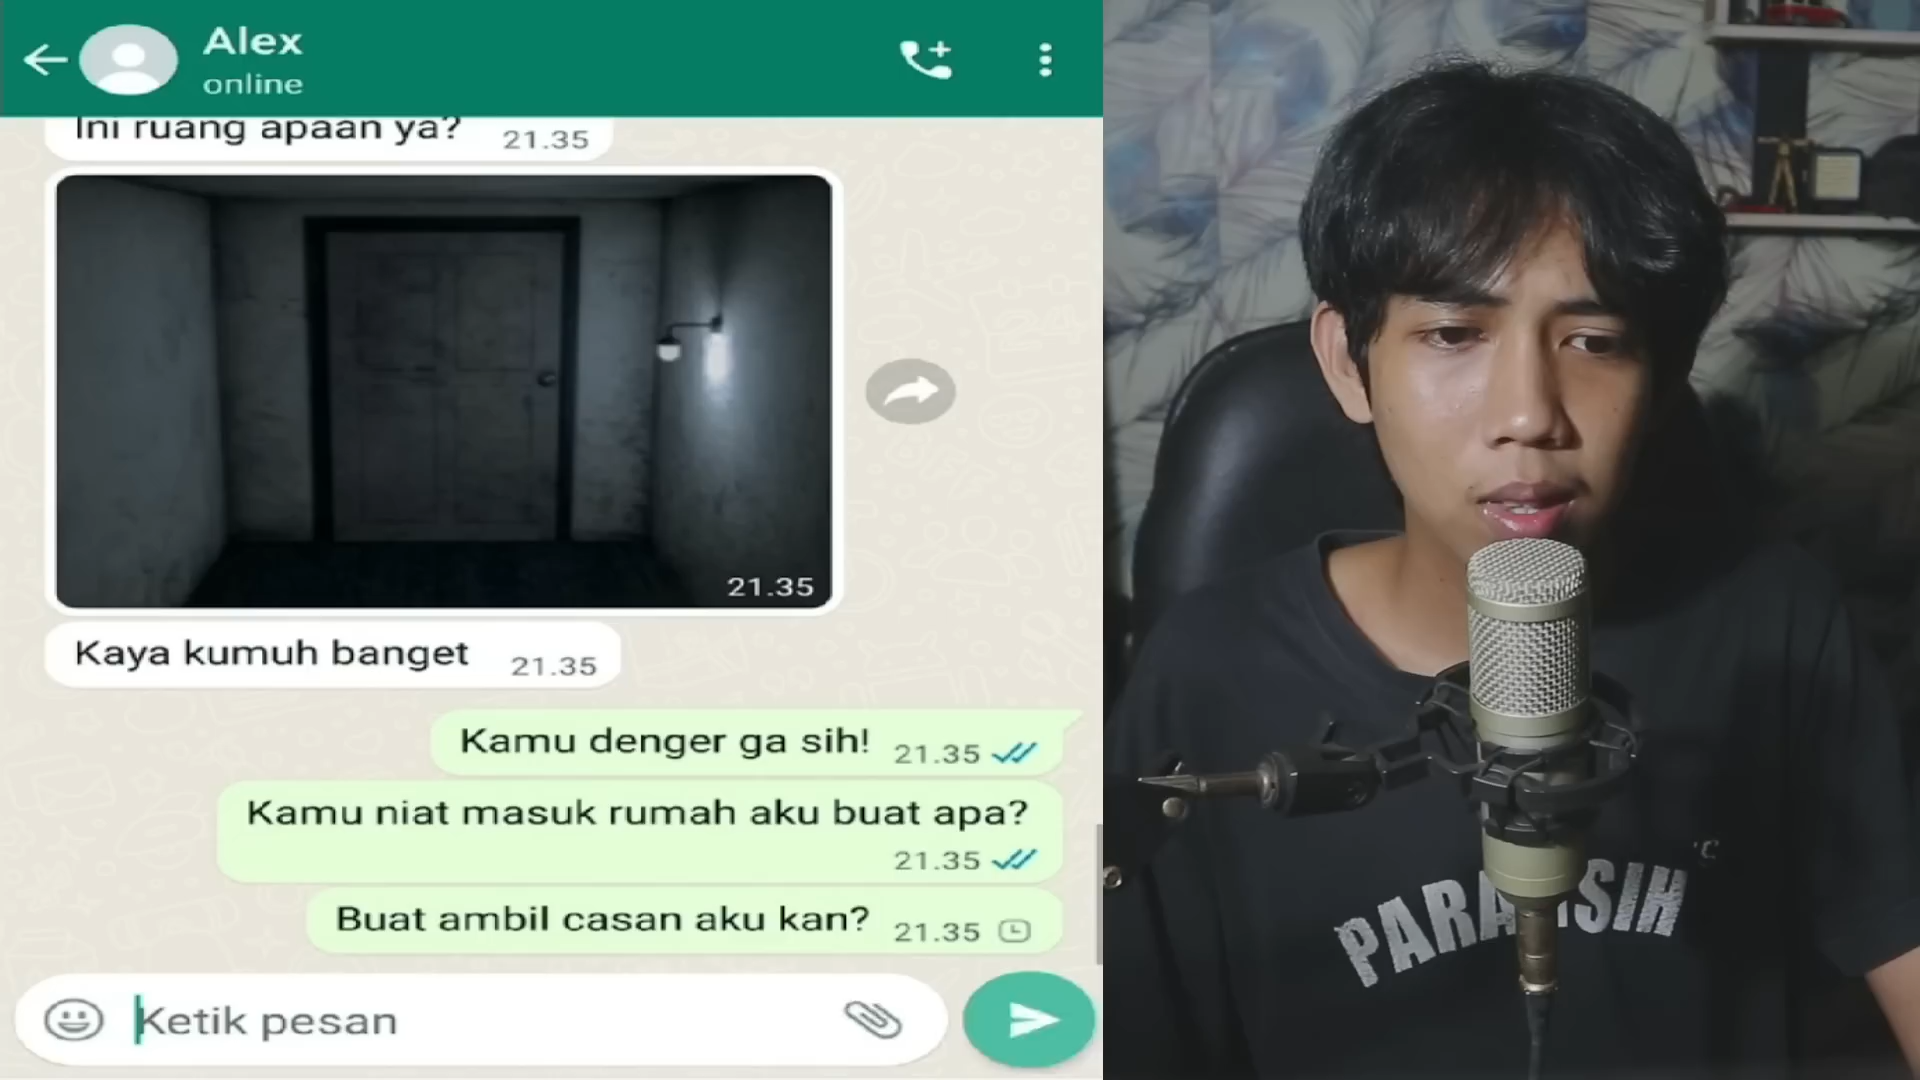 Alex
online
Ini ruang apaan ya? 21.35
21.35
Kaya kumuh banget 21.35
Kamu denger ga sih! 21.35
Kamu niat masuk rumah aku buat apa?
21.35
Buat ambil casan aku kan? 21.35
Ketik pesan